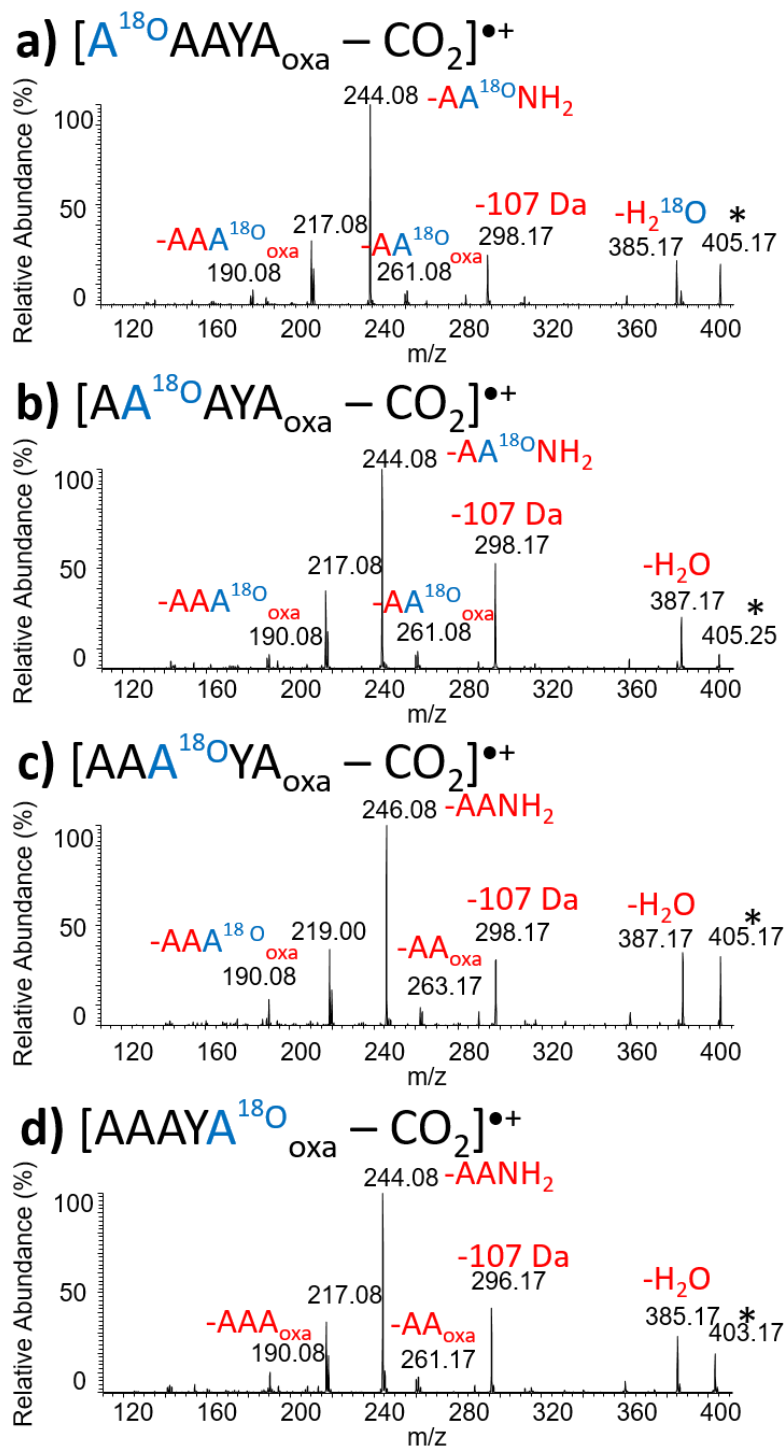 a) [A¹⁸ᴼAAYAₒₓₐ – CO₂]•+
244.08 -AA¹⁸ᴼNH₂
100
-107 Da
-H₂¹⁸O *
-AAA¹⁸ᴼₒₓₐ 217.08 -AA¹⁸ᴼₒₓₐ 298.17 385.17 405.17
50
190.08 261.08
0
120 160 200 240 280 320 360 400
m/z
Relative Abundance (%)
b) [AA¹⁸ᴼAYAₒₓₐ – CO₂]•+
244.08 -AA¹⁸ᴼNH₂
100
-107 Da
217.08 298.17 -H₂O
50
-AAA¹⁸ᴼₒₓₐ -AA¹⁸ᴼₒₓₐ 387.17 *
190.08 261.08 405.25
0
120 160 200 240 280 320 360 400
m/z
Relative Abundance (%)
c) [AAA¹⁸ᴼYAₒₓₐ – CO₂]•+
246.08 -AANH₂
100
-107 Da -H₂O *
-AAA¹⁸ᴼₒₓₐ 219.00 -AAₒₓₐ 298.17 387.17 405.17
50
190.08 263.17
0
120 160 200 240 280 320 360 400
m/z
Relative Abundance (%)
d) [AAAYA¹⁸ᴼₒₓₐ – CO₂]•+
244.08 -AANH₂
100
-107 Da
296.17 -H₂O
217.08 385.17 *
50
-AAAₒₓₐ -AAₒₓₐ 403.17
190.08 261.17
0
120 160 200 240 280 320 360 400
m/z
Relative Abundance (%)